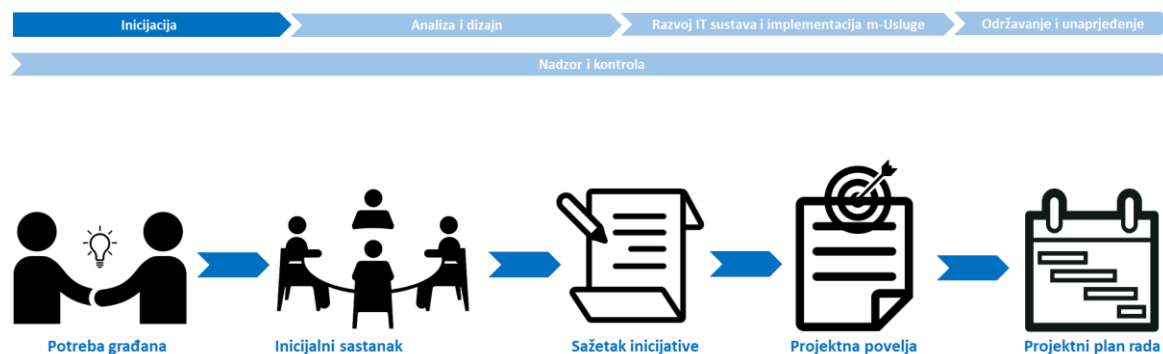 Inicijacija
Analiza i dizajn
Razvoj IT sustava i implementacija m-Usluge
Održavanje i unaprjeđenje
Nadzor i kontrola
Potreba građana
Inicijalni sastanak
Sažetak inicijative
Projektna povelja
Projektni plan rada